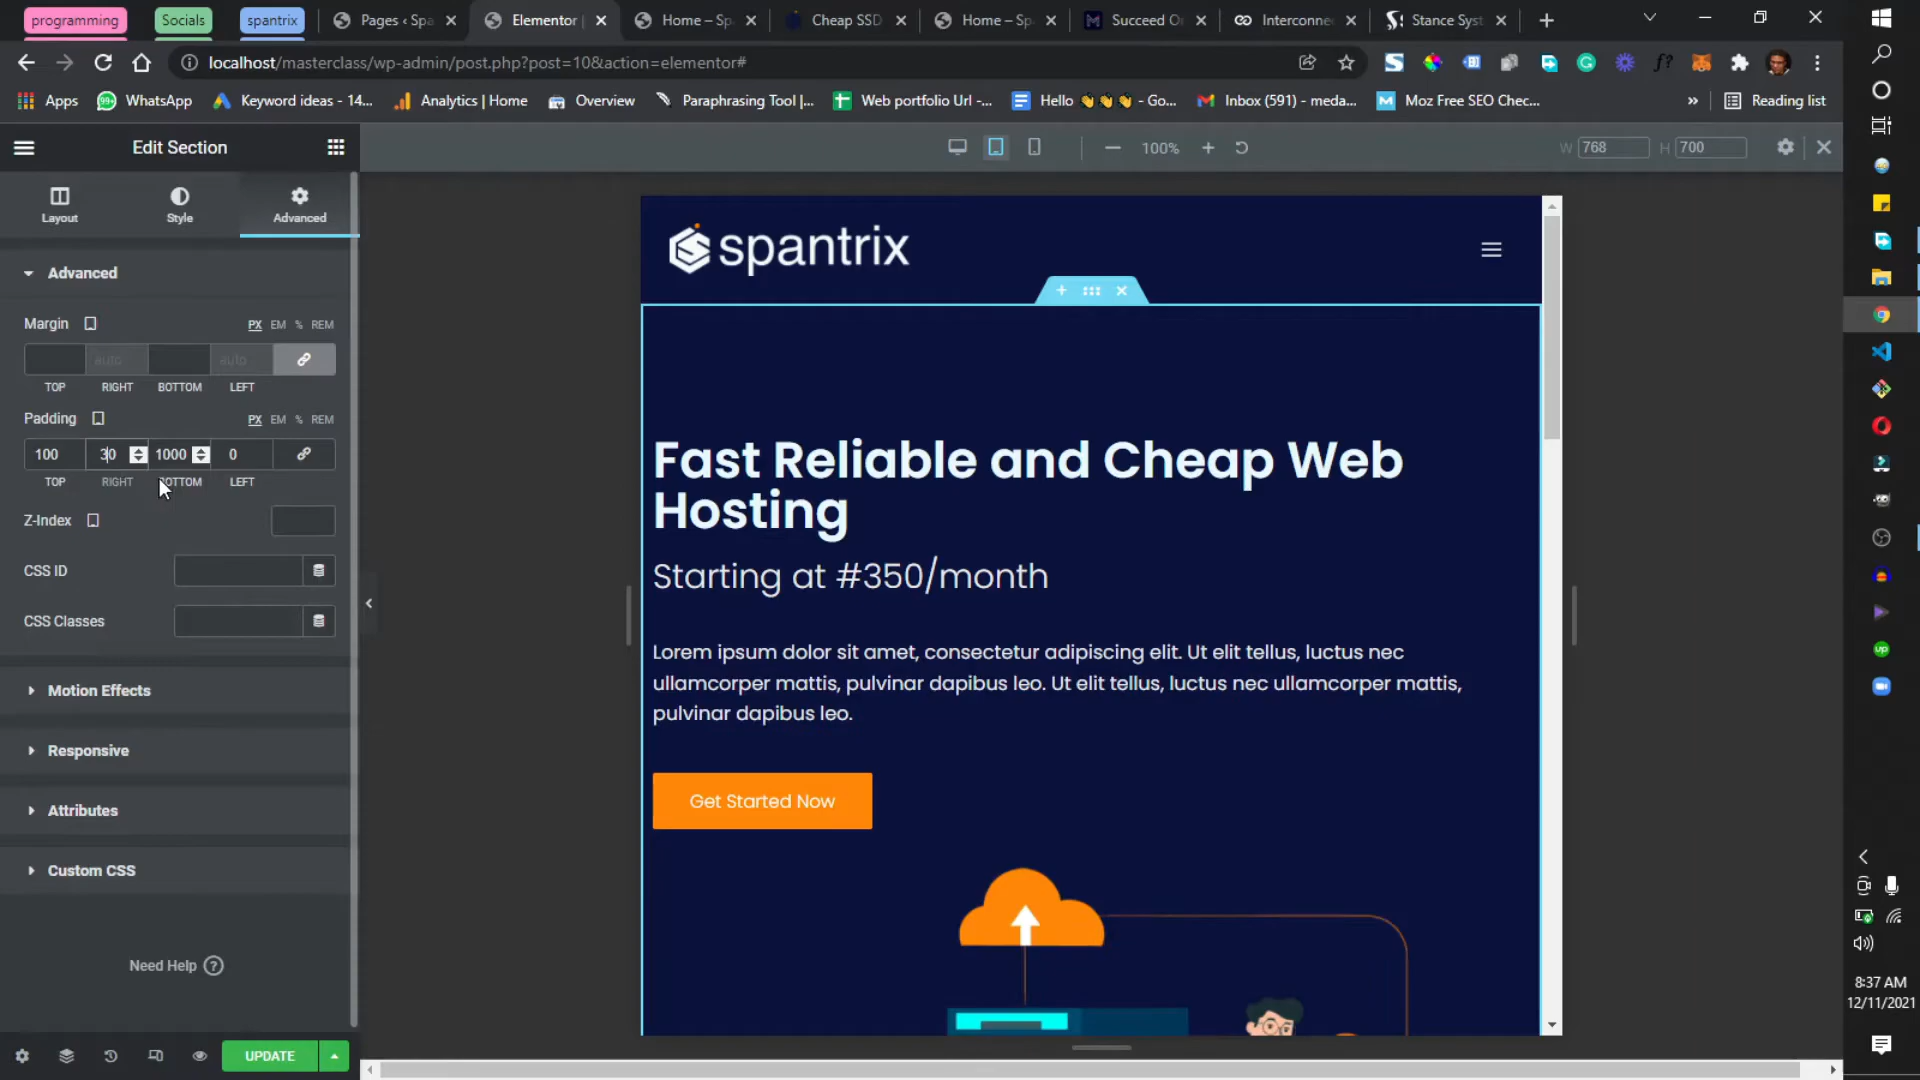 programming
Socials
spantrix
Pages ‹ Spa
Elementor
Home – Sp
Cheap SSD
Home – Sp
Succeed O
Interconne
Stance Syst
localhost/masterclass/wp-admin/post.php?post=10&action=elementor#
Apps
99+
WhatsApp
Keyword ideas - 14...
Analytics | Home
Overview
Paraphrasing Tool |...
Web portfolio Url -...
Hello 👏👏👏 - Go...
Inbox (591) - meda...
Moz Free SEO Chec...
»
Reading list
Edit Section
100%
W 768
H 700
Layout
Style
Advanced
Advanced
Margin
PX EM % REM
auto auto
TOP RIGHT BOTTOM LEFT
Padding
PX EM % REM
100 30 1000 0
TOP RIGHT BOTTOM LEFT
Z-Index
CSS ID
CSS Classes
Motion Effects
Responsive
Attributes
Custom CSS
Need Help ?
UPDATE
spantrix
Fast Reliable and Cheap Web
Hosting
Starting at #350/month
Lorem ipsum dolor sit amet, consectetur adipiscing elit. Ut elit tellus, luctus nec
ullamcorper mattis, pulvinar dapibus leo. Ut elit tellus, luctus nec ullamcorper mattis,
pulvinar dapibus leo.
Get Started Now
8:37 AM
12/11/2021